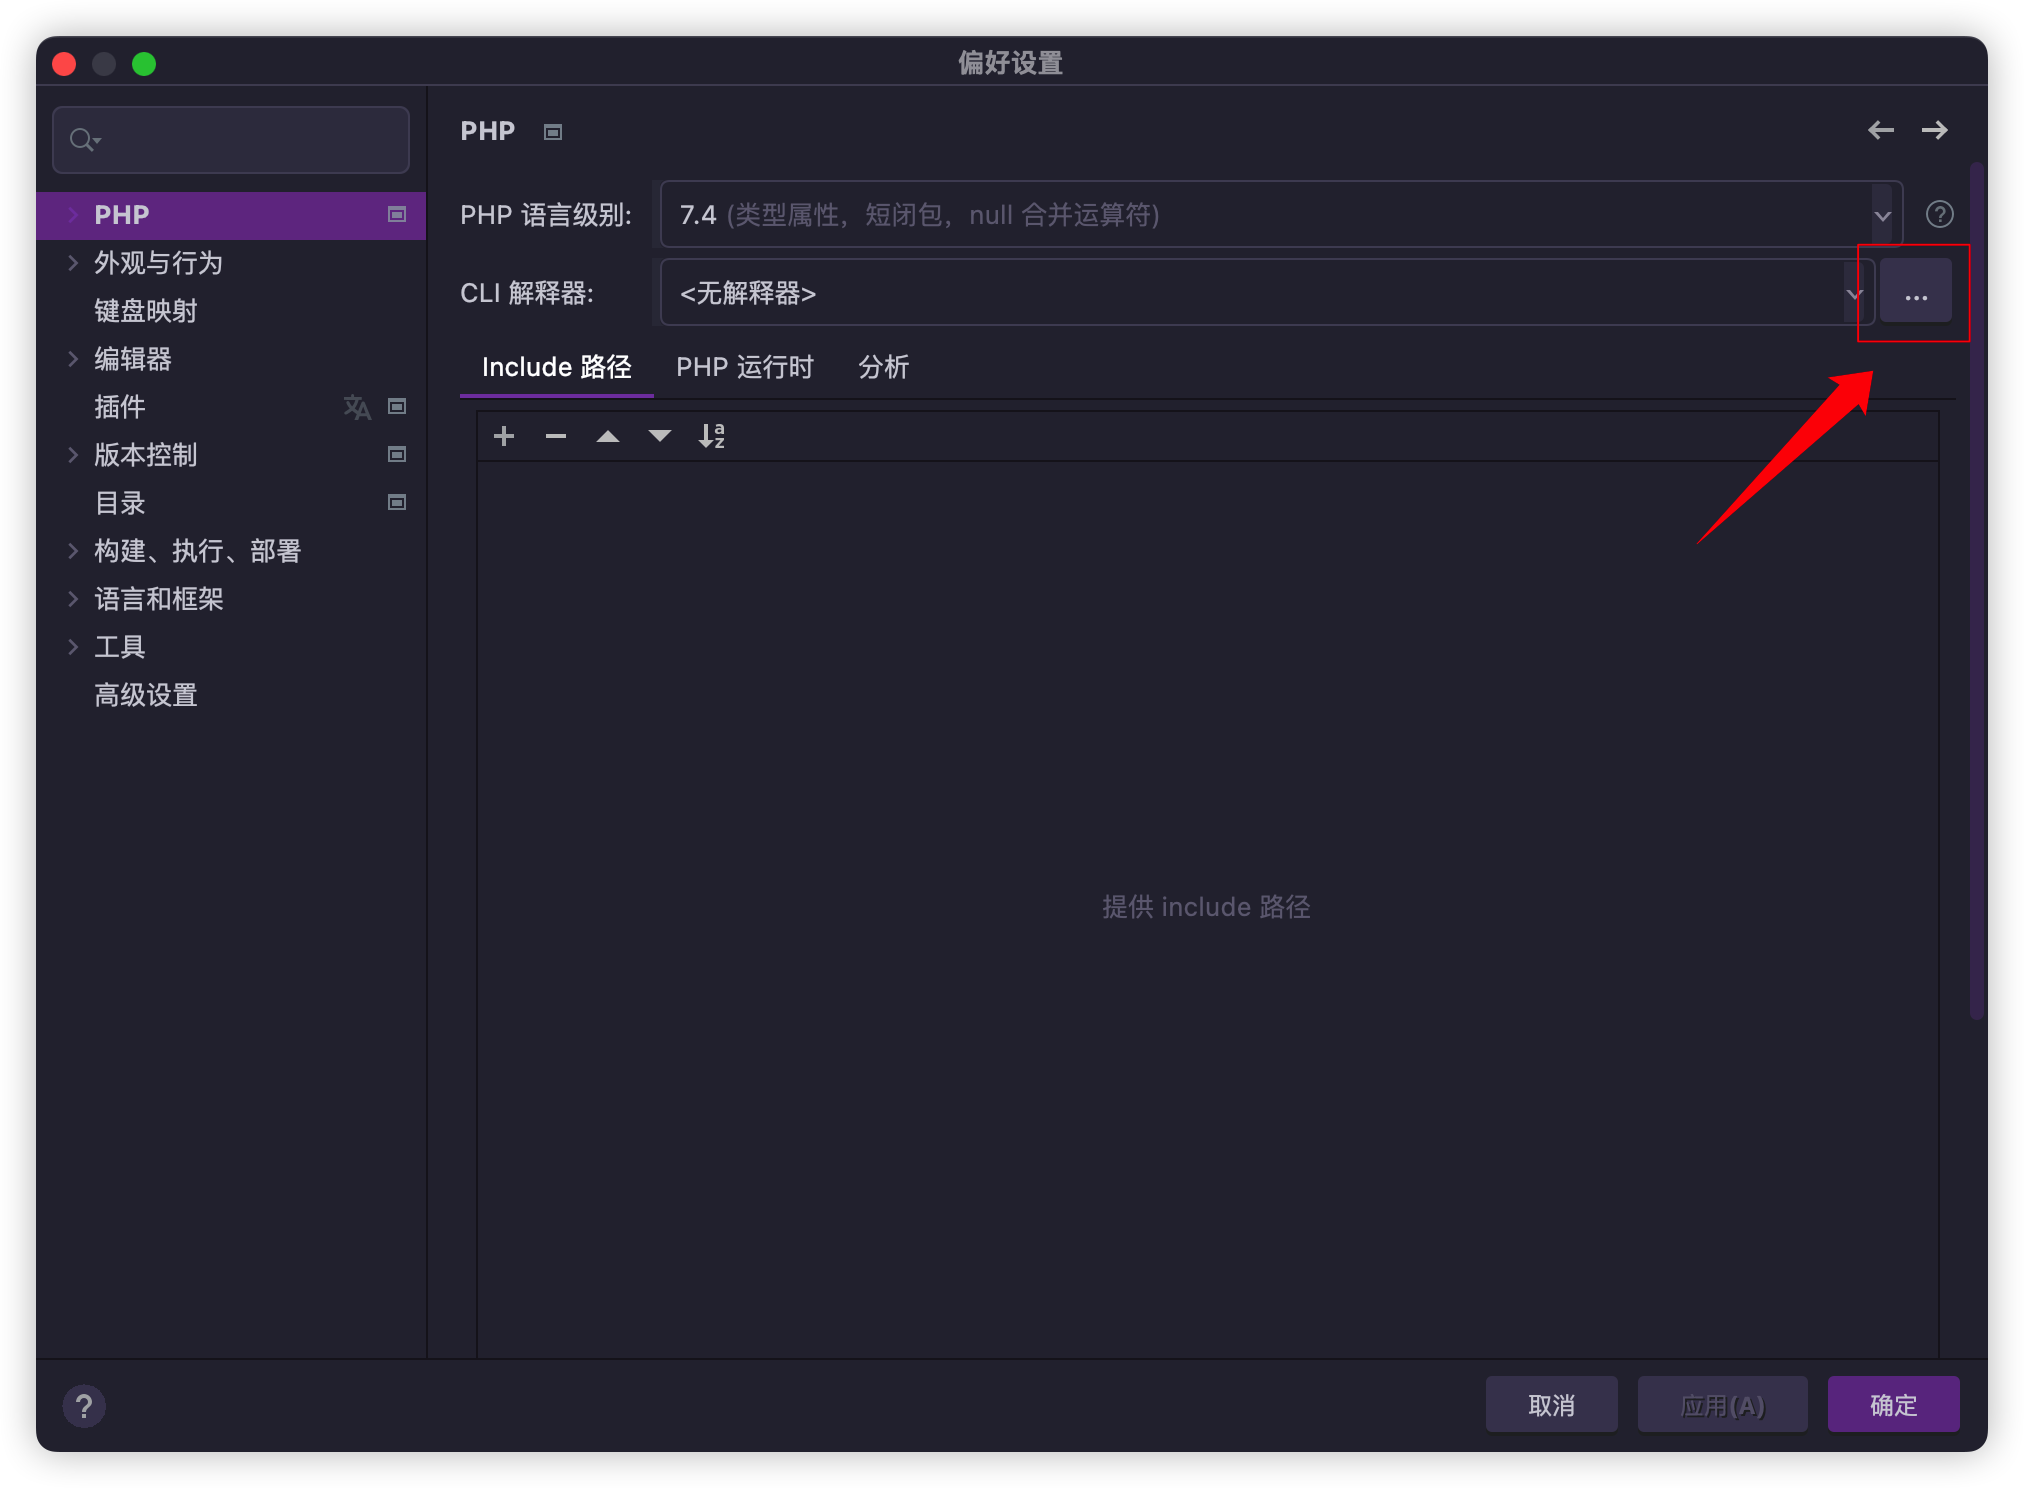 偏好设置
PHP
外观与行为
键盘映射
编辑器
插件
版本控制
目录
构建、执行、部署
语言和框架
工具
高级设置
PHP
PHP 语言级别:
7.4 (类型属性，短闭包，null 合并运算符)
CLI 解释器:
<无解释器>
...
Include 路径
PHP 运行时
分析
提供 include 路径
?
取消
应用(A)
确定